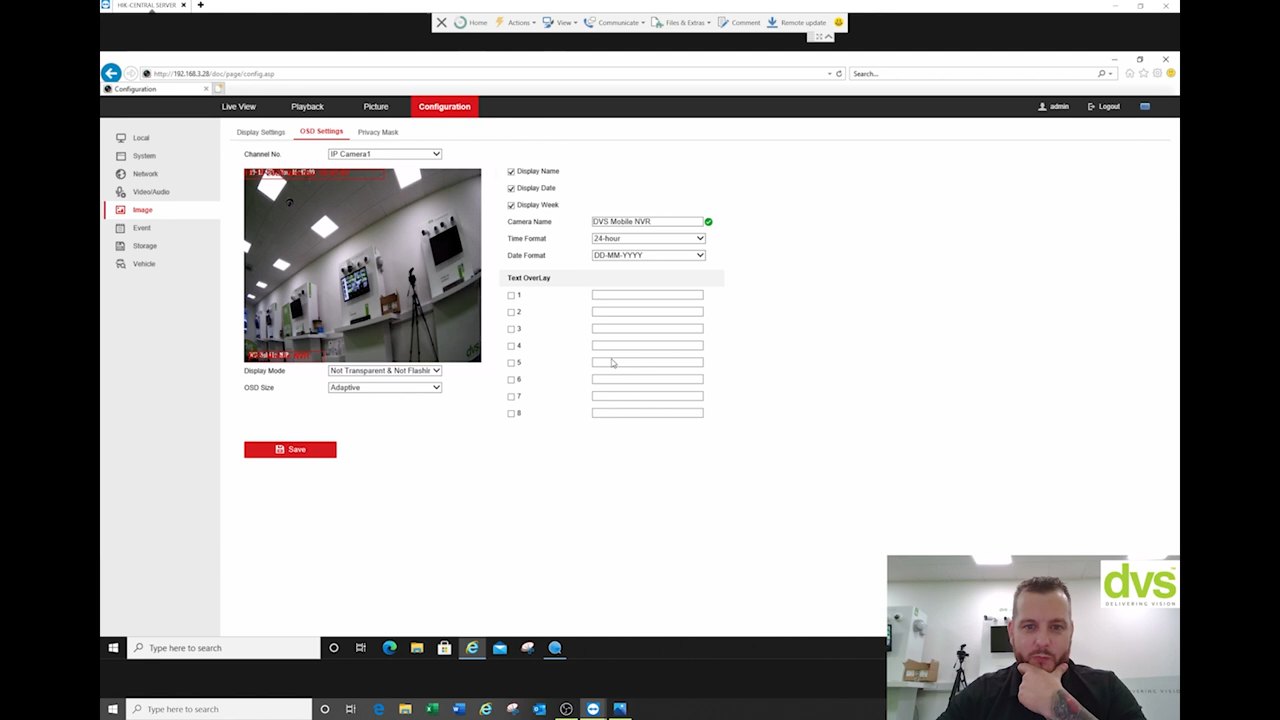 HIK-CENTRAL SERVER
Home Actions View Communicate Files & Extras Comment Remote update
http://192.168.3.28/doc/page/config.asp
Search...
Configuration
Live View Playback Picture Configuration
admin Logout
Local
System
Network
Video/Audio
Image
Event
Storage
Vehicle
Display Settings OSD Settings Privacy Mask
Channel No. IP Camera1
dvs
Display Mode Not Transparent & Not Flashir
OSD Size Adaptive
Save
Display Name
Display Date
Display Week
Camera Name DVS Mobile NVR
Time Format 24-hour
Date Format DD-MM-YYYY
Text OverLay
1
2
3
4
5
6
7
8
dvs
DELIVERING VISION
Type here to search
Type here to search